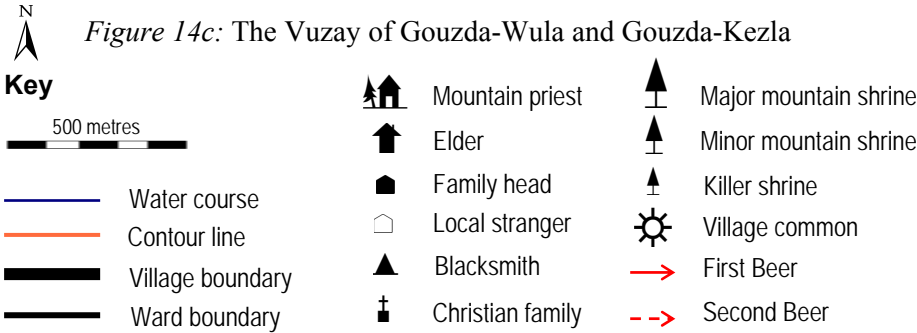 N
Figure 14c: The Vuzay of Gouzda-Wula and Gouzda-Kezla
Key
500 metres
Water course
Contour line
Village boundary
Ward boundary
Mountain priest
Elder
Family head
Local stranger
Blacksmith
Christian family
Major mountain shrine
Minor mountain shrine
Killer shrine
Village common
First Beer
Second Beer